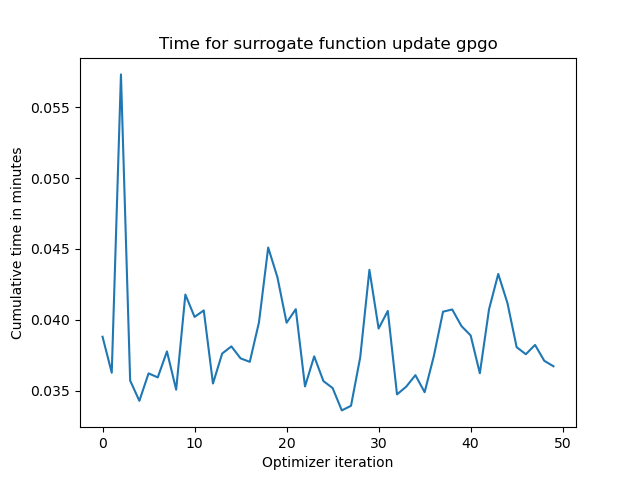 Time for surrogate function update gpgo
Cumulative time in minutes
0.055
0.050
0.045
0.040
0.035
0 10 20 30 40 50
Optimizer iteration